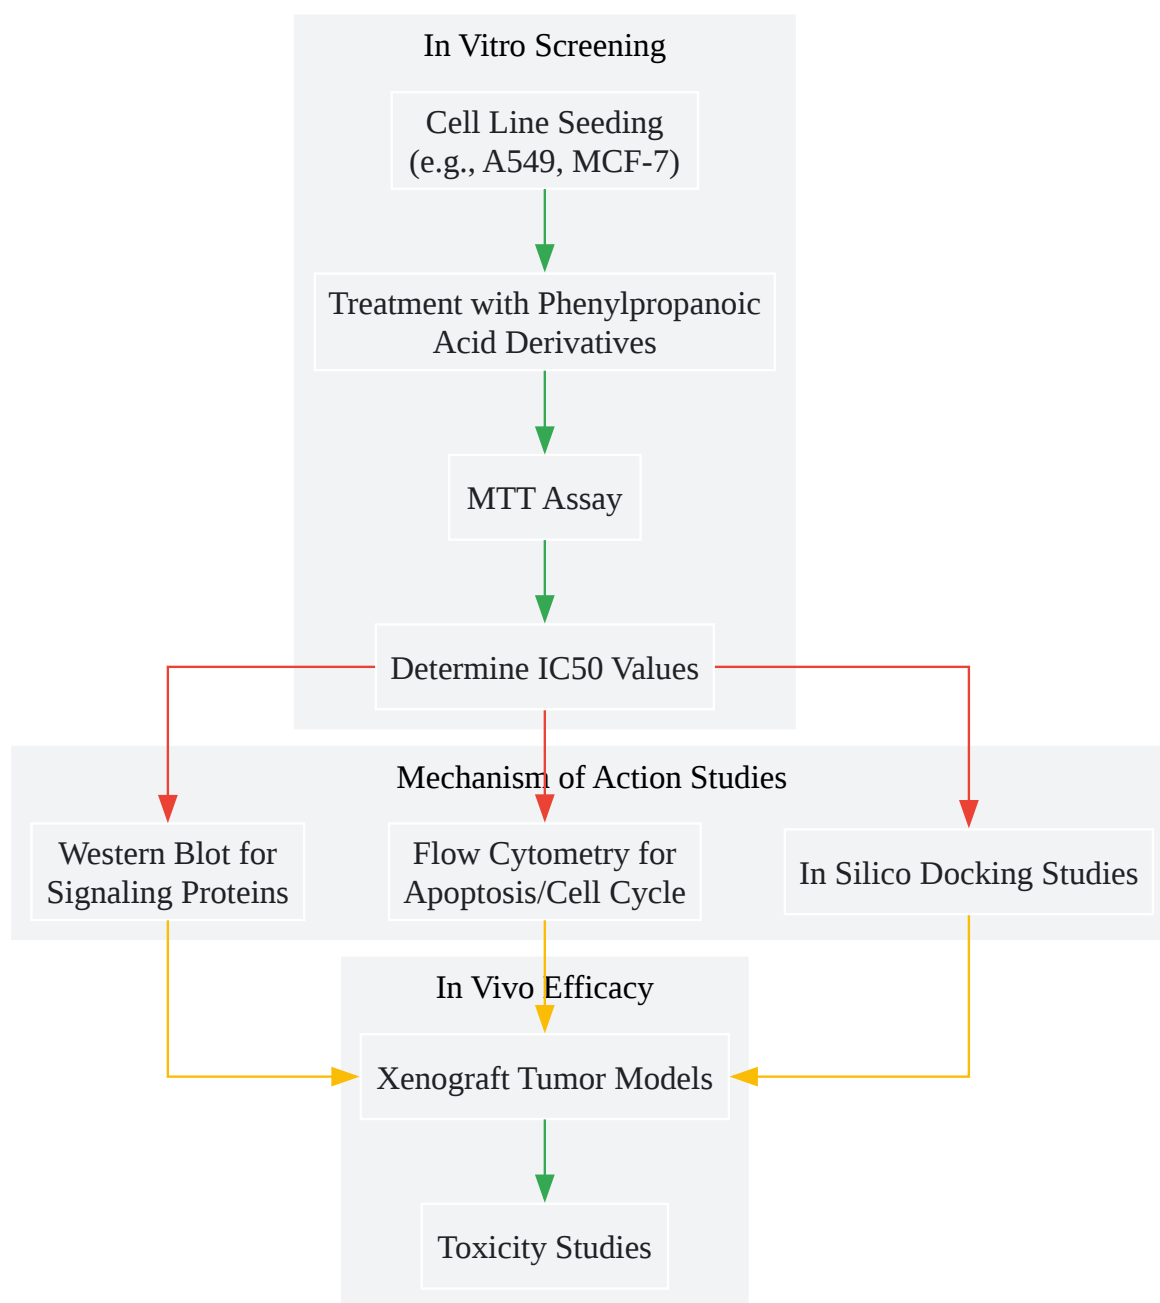 In Vitro Screening
Cell Line Seeding
(e.g., A549, MCF-7)
Treatment with Phenylpropanoic
Acid Derivatives
MTT Assay
Determine IC50 Values
Mechanism of Action Studies
Western Blot for
Signaling Proteins
Flow Cytometry for
Apoptosis/Cell Cycle
In Silico Docking Studies
In Vivo Efficacy
Xenograft Tumor Models
Toxicity Studies